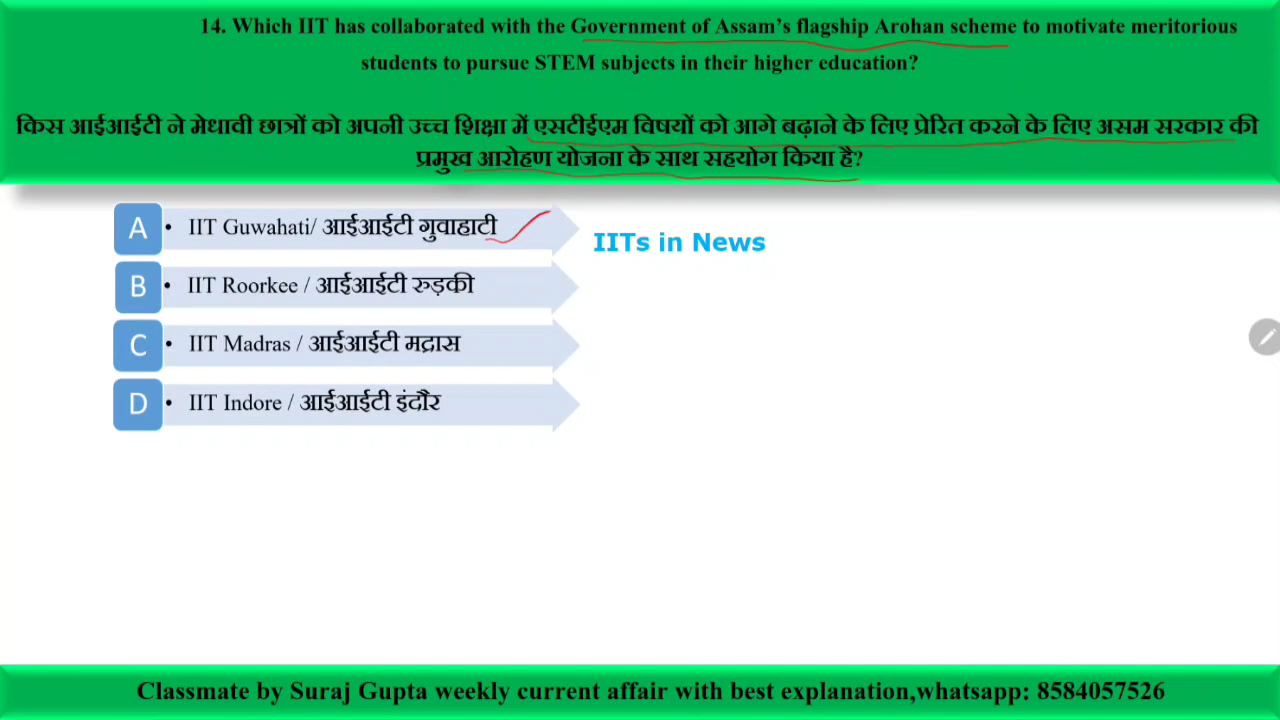 14. Which IIT has collaborated with the Government of Assam's flagship Arohan scheme to motivate meritorious
students to pursue STEM subjects in their higher education?
किस आईआईटी ने मेधावी छात्रों को अपनी उच्च शिक्षा में एसटीईएम विषयों को आगे बढ़ाने के लिए प्रेरित करने के लिए असम सरकार की
प्रमुख आरोहण योजना के साथ सहयोग किया है?
A • IIT Guwahati/ आईआईटी गुवाहाटी
IITs in News
B • IIT Roorkee / आईआईटी रुड़की
C • IIT Madras / आईआईटी मद्रास
D • IIT Indore / आईआईटी इंदौर
Classmate by Suraj Gupta weekly current affair with best explanation,whatsapp: 8584057526